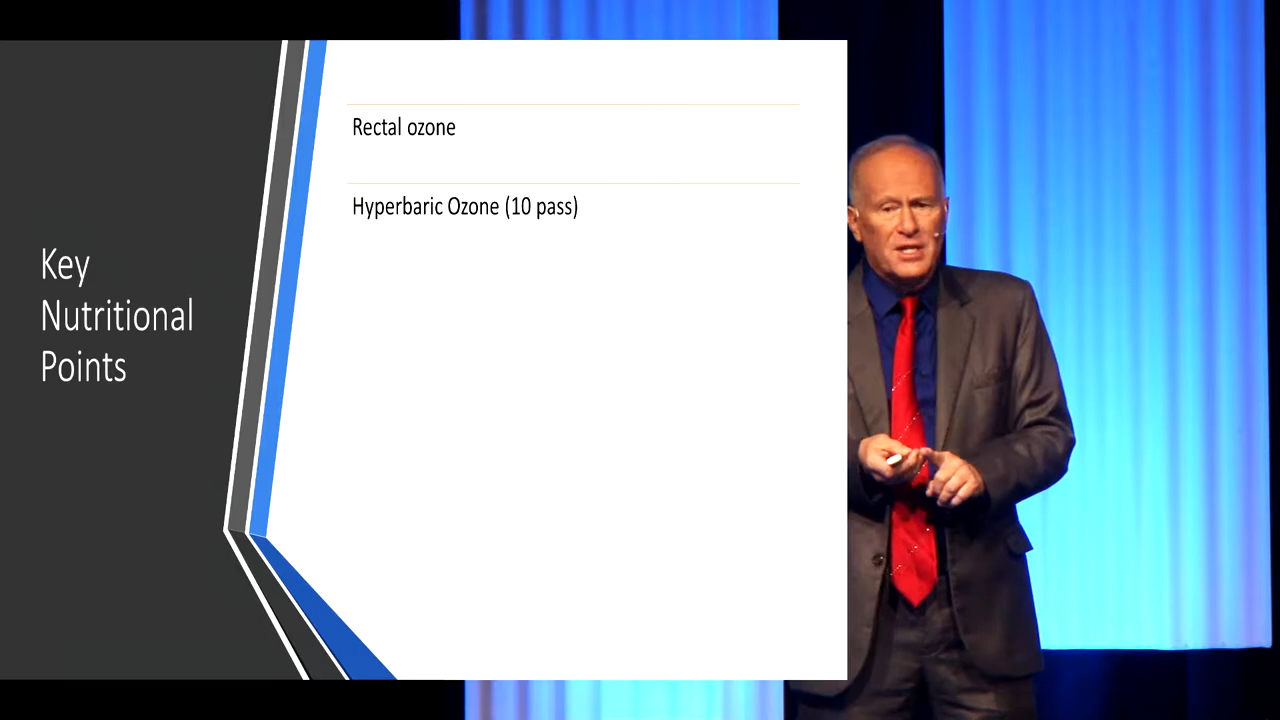 Key
Nutritional
Points
Rectal ozone
Hyperbaric Ozone (10 pass)